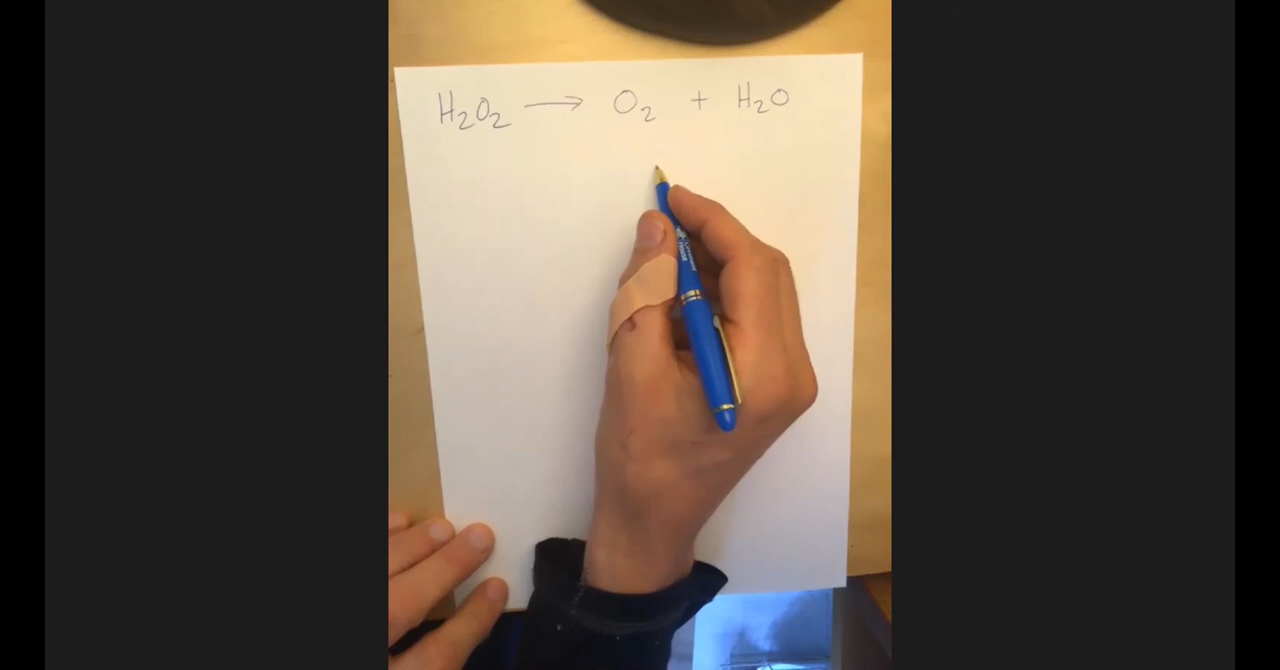 H₂O₂ → O₂ + H₂O